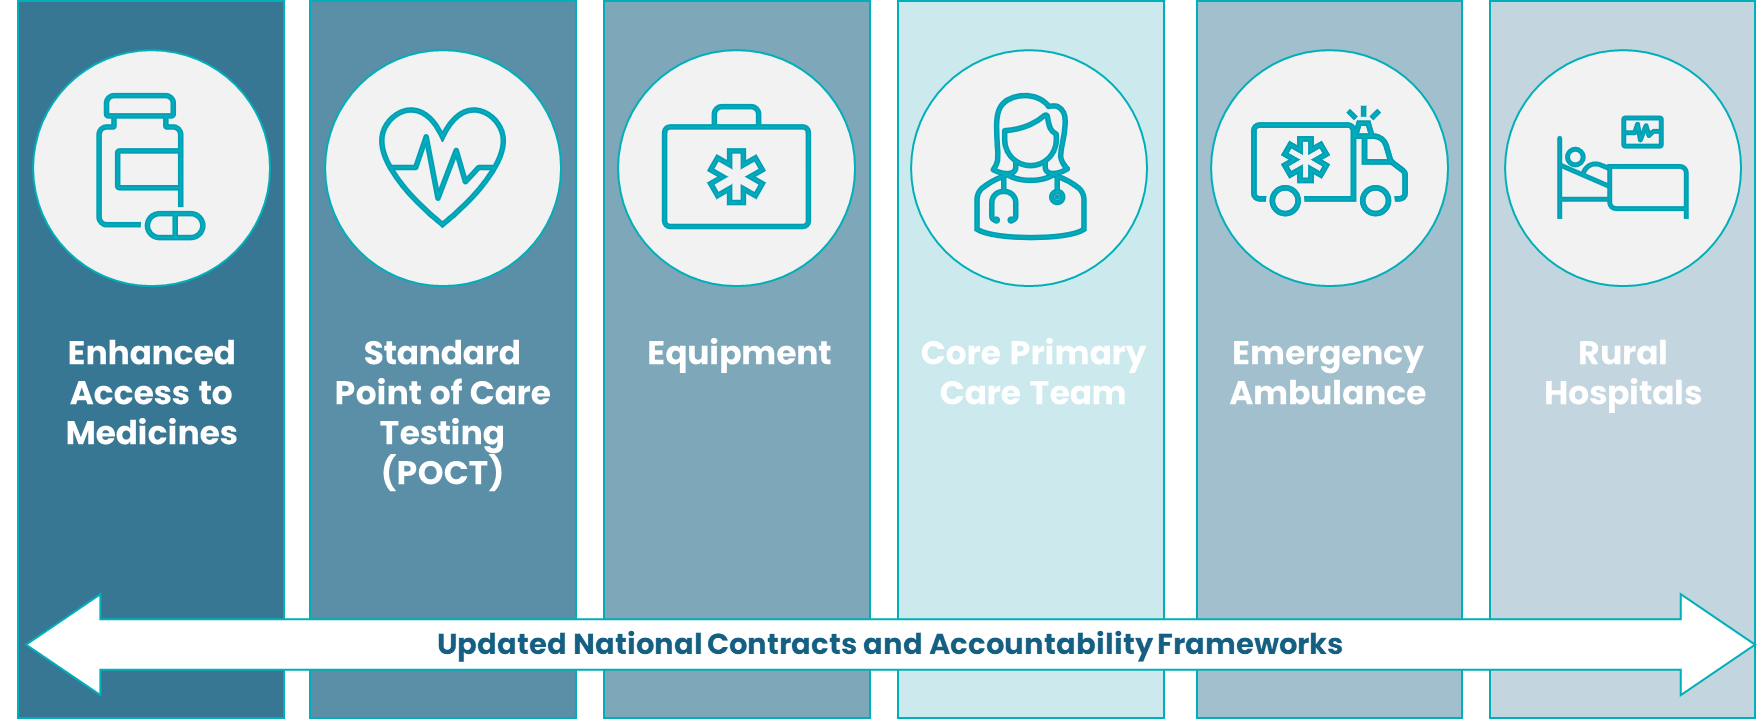 Enhanced
Access to
Medicines
Standard
Point of Care
Testing
(POCT)
Equipment
Core Primary
Care Team
Emergency
Ambulance
Rural
Hospitals
Updated National Contracts and Accountability Frameworks